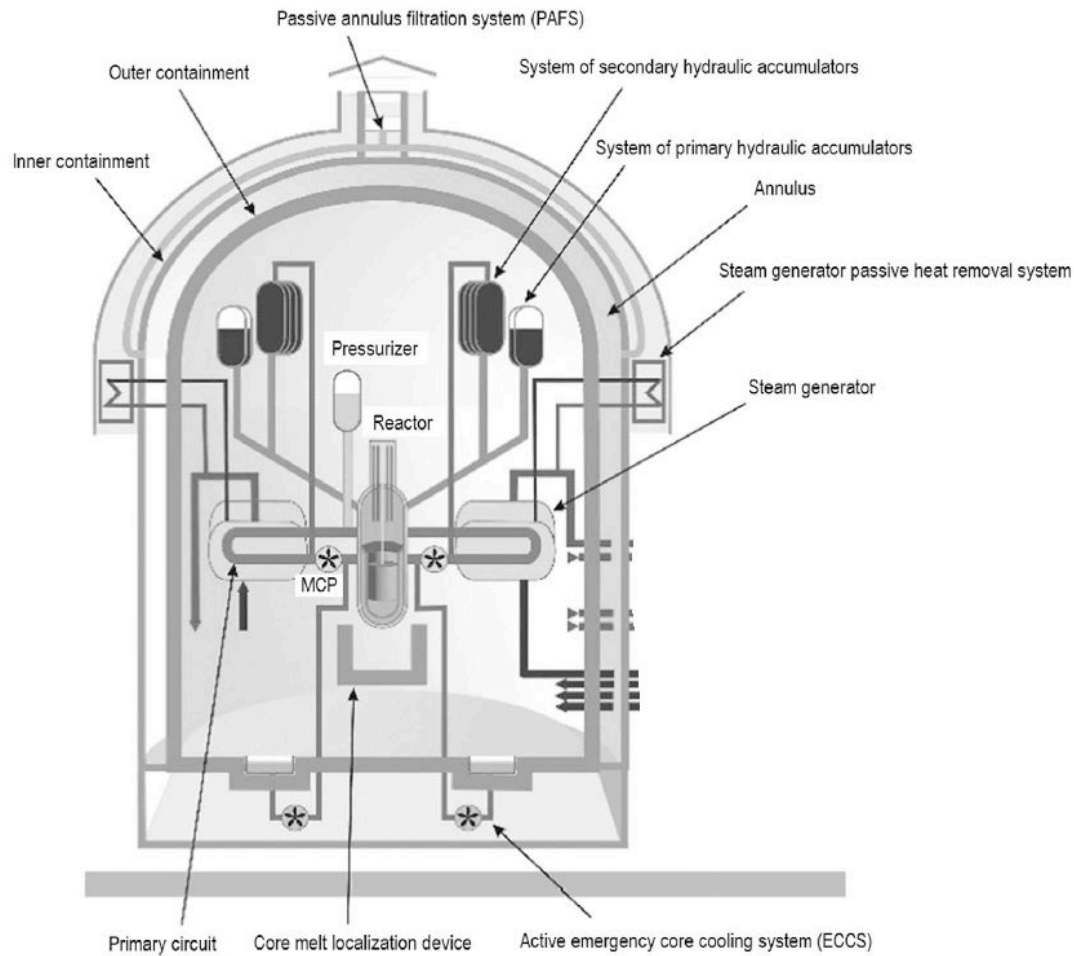 Passive annulus filtration system (PAFS)
Outer containment
System of secondary hydraulic accumulators
Inner containment
System of primary hydraulic accumulators
Annulus
Steam generator passive heat removal system
Pressurizer
Steam generator
Reactor
MCP
Primary circuit
Core melt localization device
Active emergency core cooling system (ECCS)